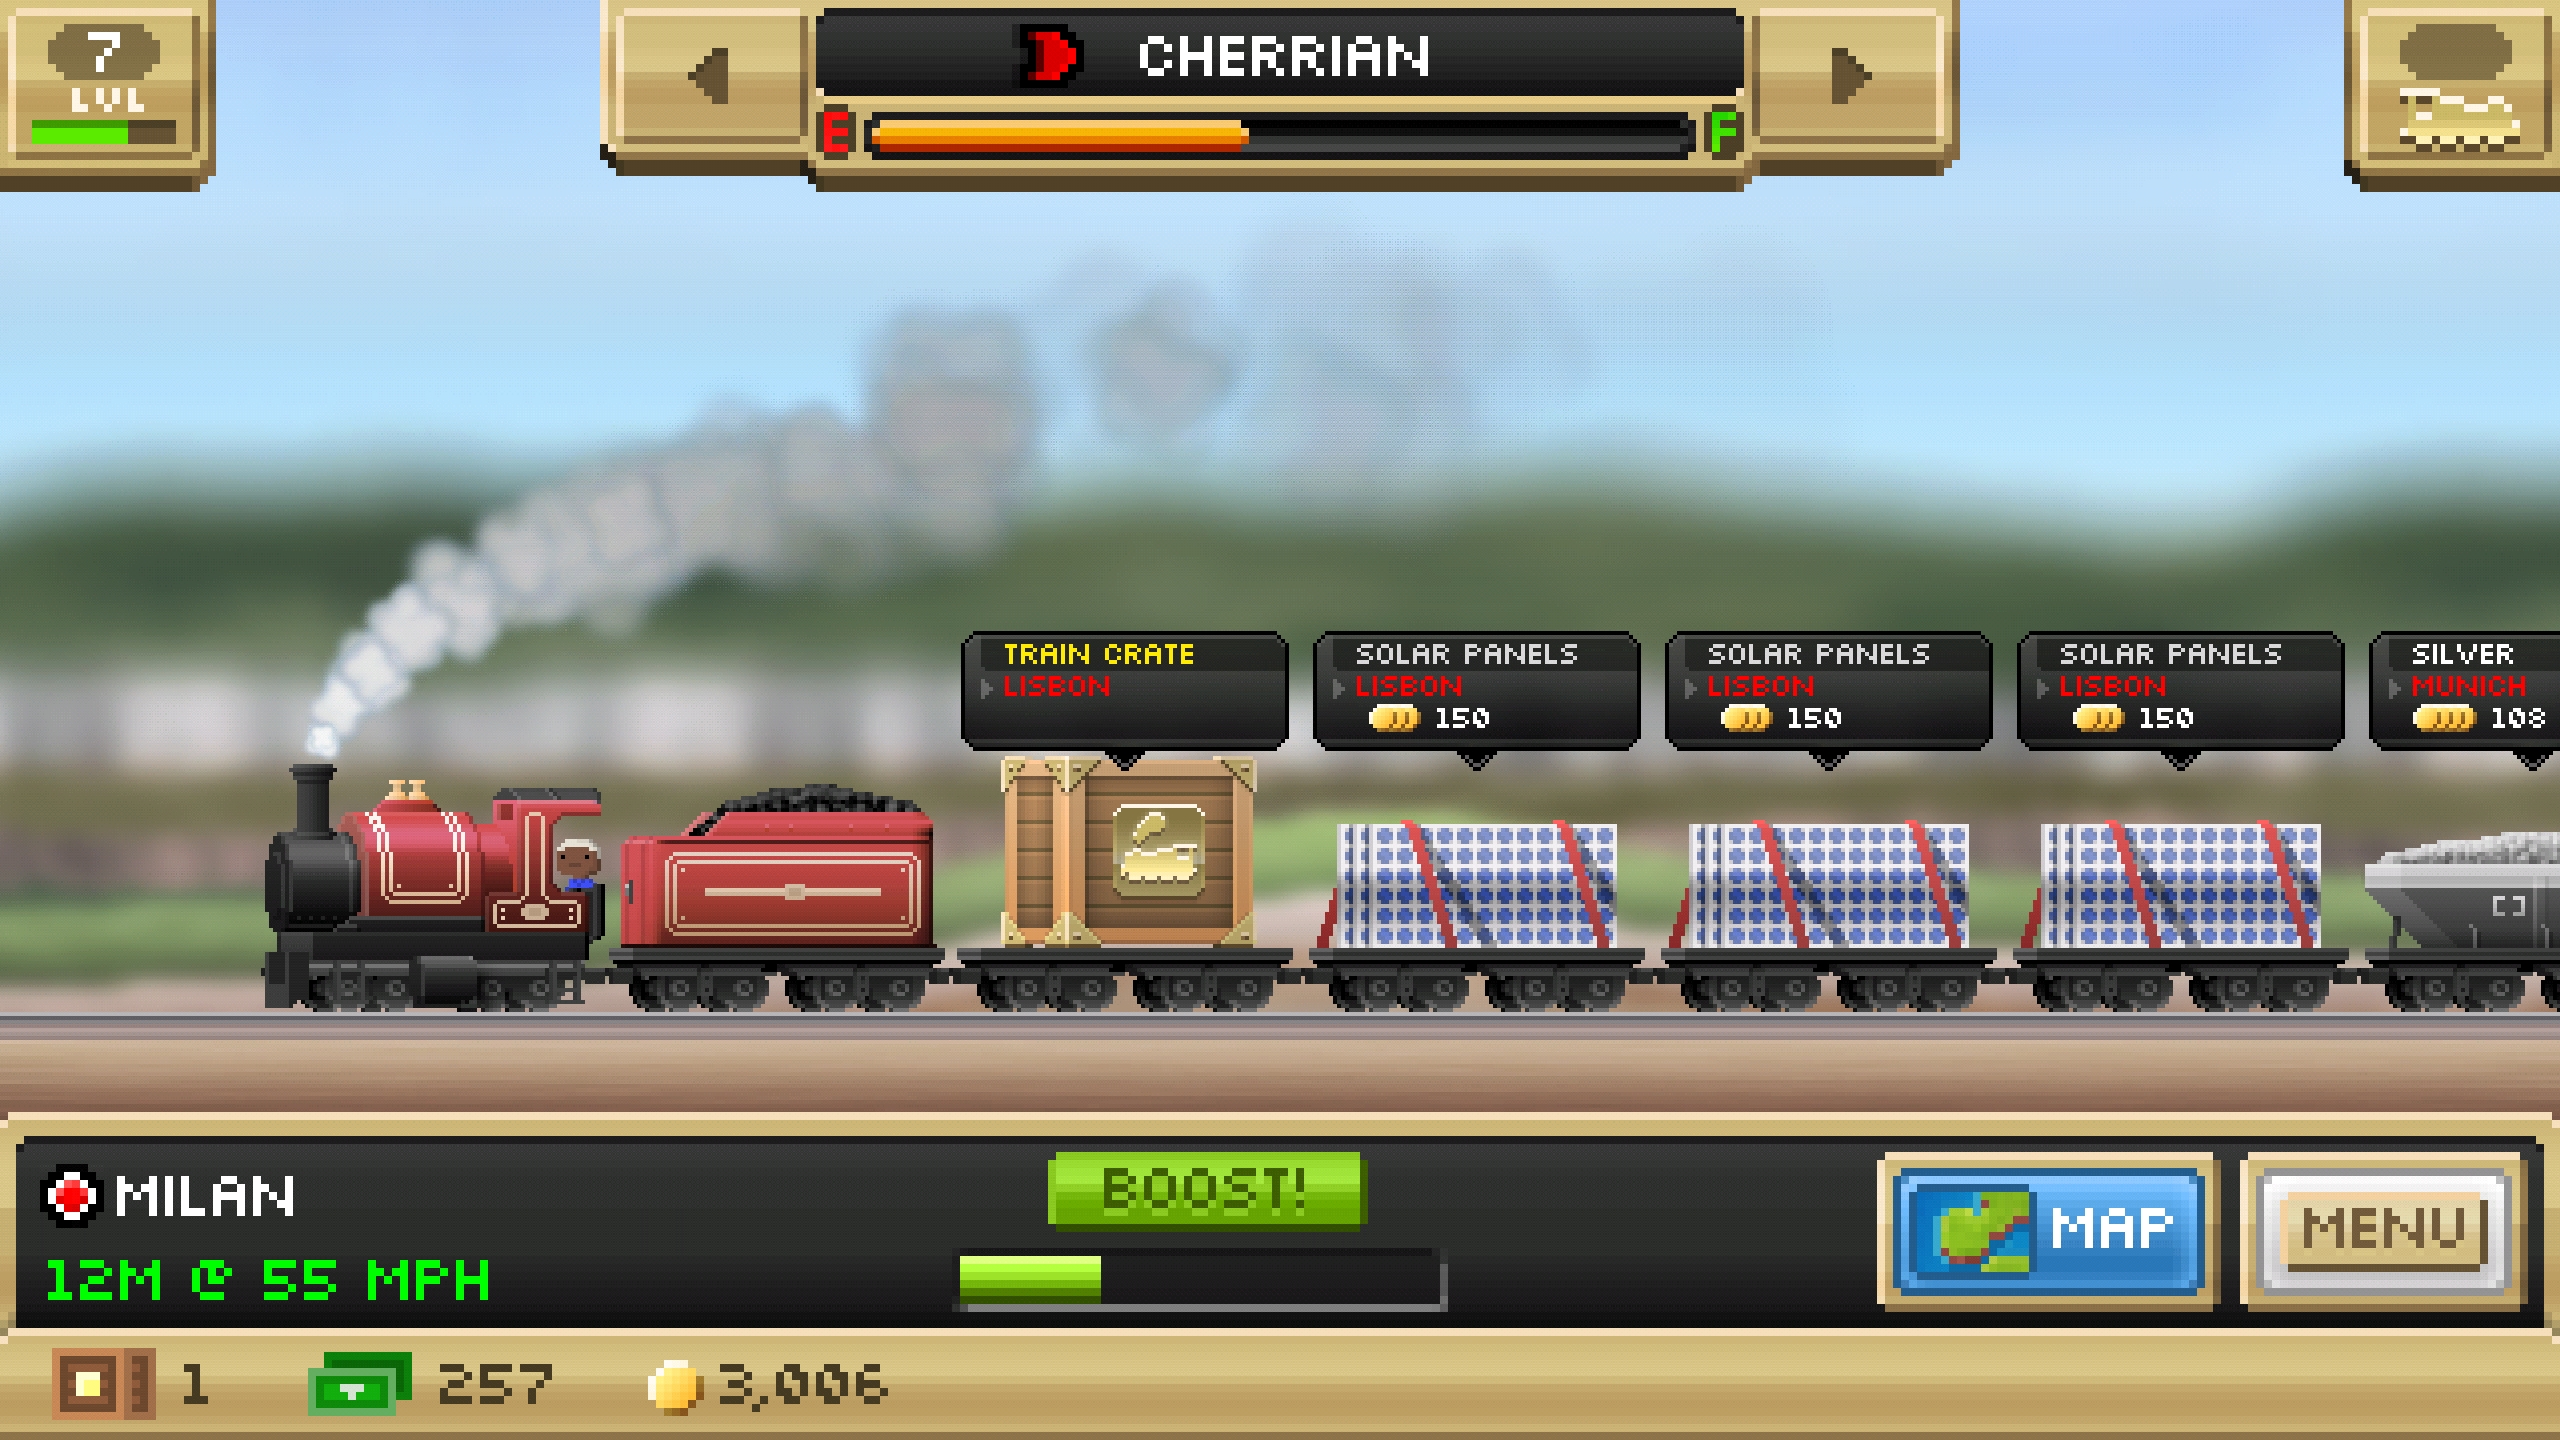 7
LVL
CHERRIAN
E F
TRAIN CRATE
LISBON
SOLAR PANELS
LISBON
150
SOLAR PANELS
LISBON
150
SOLAR PANELS
LISBON
150
SILVER
MUNICH
108
MILAN
12M @ 55 MPH
BOOST!
MAP
MENU
1 257 3,006